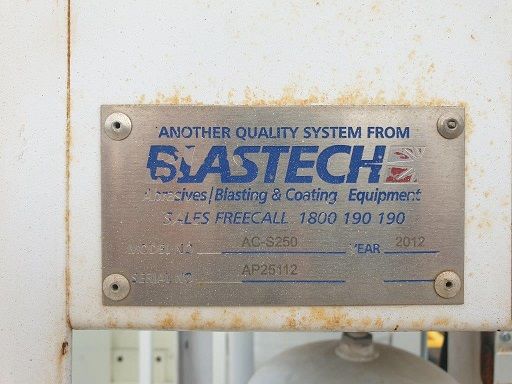 ANOTHER QUALITY SYSTEM FROM
BLASTECH
Abrasives/Blasting & Coating Equipment
SALES FREECALL 1800 190 190
MODEL NO AC-S250 YEAR 2012
SERIAL NO AP25112